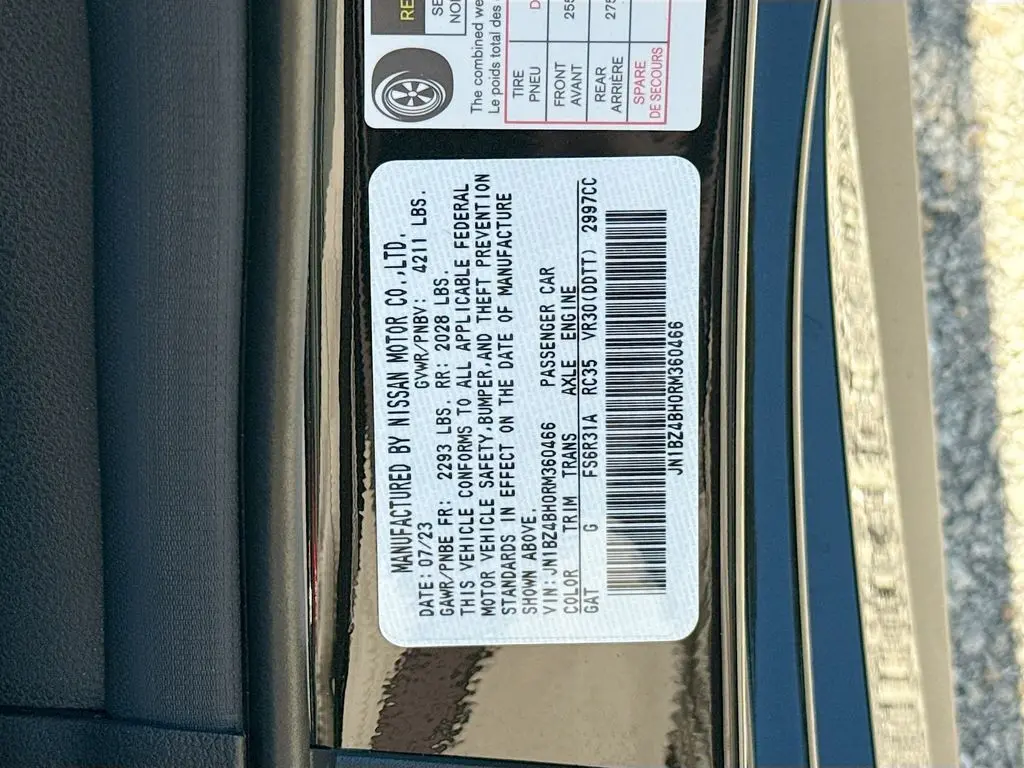 MANUFACTURED BY NISSAN MOTOR CO.,LTD.
DATE: 07/23 GVWR/PNBV: 4211 LBS.
GAWR/PNBE FR: 2293 LBS. RR: 2028 LBS.
THIS VEHICLE CONFORMS TO ALL APPLICABLE FEDERAL
MOTOR VEHICLE SAFETY,BUMPER,AND THEFT PREVENTION
STANDARDS IN EFFECT ON THE DATE OF MANUFACTURE
SHOWN ABOVE.
VIN: JN1BZ4BH0RM360466 PASSENGER CAR
COLOR TRIM TRANS AXLE ENGINE
GAT G FS6R31A RC35 VR30(DDTT) 2997CC
JN1BZ4BH0RM360466
The combined we
Le poids total des
TIRE
PNEU
FRONT 255
AVANT
REAR 275
ARRIÈRE
SPARE
DE SECOURS